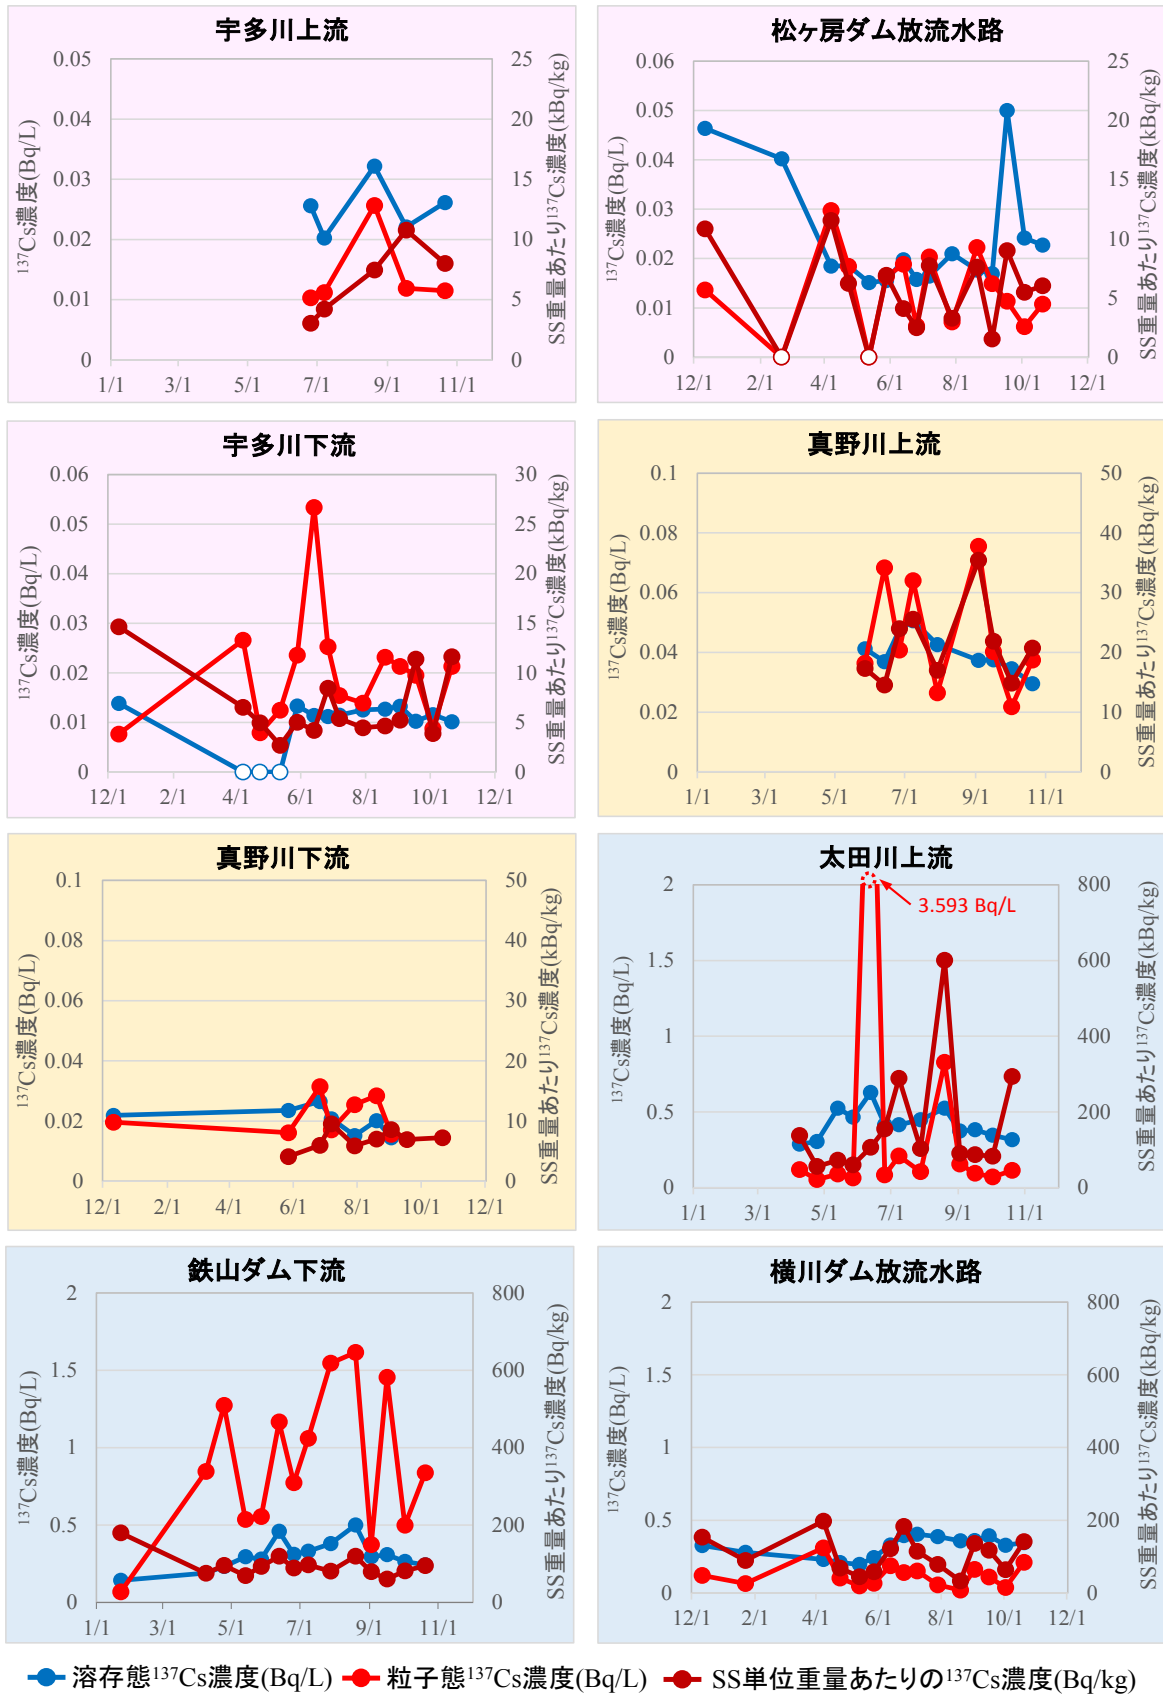 宇多川上流
137Cs濃度(Bq/L)
0.05
0.04
0.03
0.02
0.01
0
25
20
15
10
5
0
SS重量あたり137Cs濃度(kBq/kg)
1/1 3/1 5/1 7/1 9/1 11/1
松ヶ房ダム放流水路
137Cs濃度(Bq/L)
0.06
0.05
0.04
0.03
0.02
0.01
0
25
20
15
10
5
0
SS重量あたり137Cs濃度(kBq/kg)
12/1 2/1 4/1 6/1 8/1 10/1 12/1
宇多川下流
137Cs濃度(Bq/L)
0.06
0.05
0.04
0.03
0.02
0.01
0
30
25
20
15
10
5
0
SS重量あたり137Cs濃度(kBq/kg)
12/1 2/1 4/1 6/1 8/1 10/1 12/1
真野川上流
137Cs濃度(Bq/L)
0.1
0.08
0.06
0.04
0.02
0
50
40
30
20
10
0
SS重量あたり137Cs濃度(kBq/kg)
1/1 3/1 5/1 7/1 9/1 11/1
真野川下流
137Cs濃度(Bq/L)
0.1
0.08
0.06
0.04
0.02
0
50
40
30
20
10
0
SS重量あたり137Cs濃度(kBq/kg)
12/1 2/1 4/1 6/1 8/1 10/1 12/1
太田川上流
137Cs濃度(Bq/L)
2
1.5
1
0.5
0
3.593 Bq/L
800
600
400
200
0
SS重量あたり137Cs濃度(kBq/kg)
1/1 3/1 5/1 7/1 9/1 11/1
鉄山ダム下流
137Cs濃度(Bq/L)
2
1.5
1
0.5
0
800
600
400
200
0
SS重量あたり137Cs濃度(Bq/kg)
1/1 3/1 5/1 7/1 9/1 11/1
横川ダム放流水路
137Cs濃度(Bq/L)
2
1.5
1
0.5
0
800
600
400
200
0
SS重量あたり137Cs濃度(kBq/kg)
12/1 2/1 4/1 6/1 8/1 10/1 12/1
溶存態137Cs濃度(Bq/L) 粒子態137Cs濃度(Bq/L) SS単位重量あたりの137Cs濃度(Bq/kg)